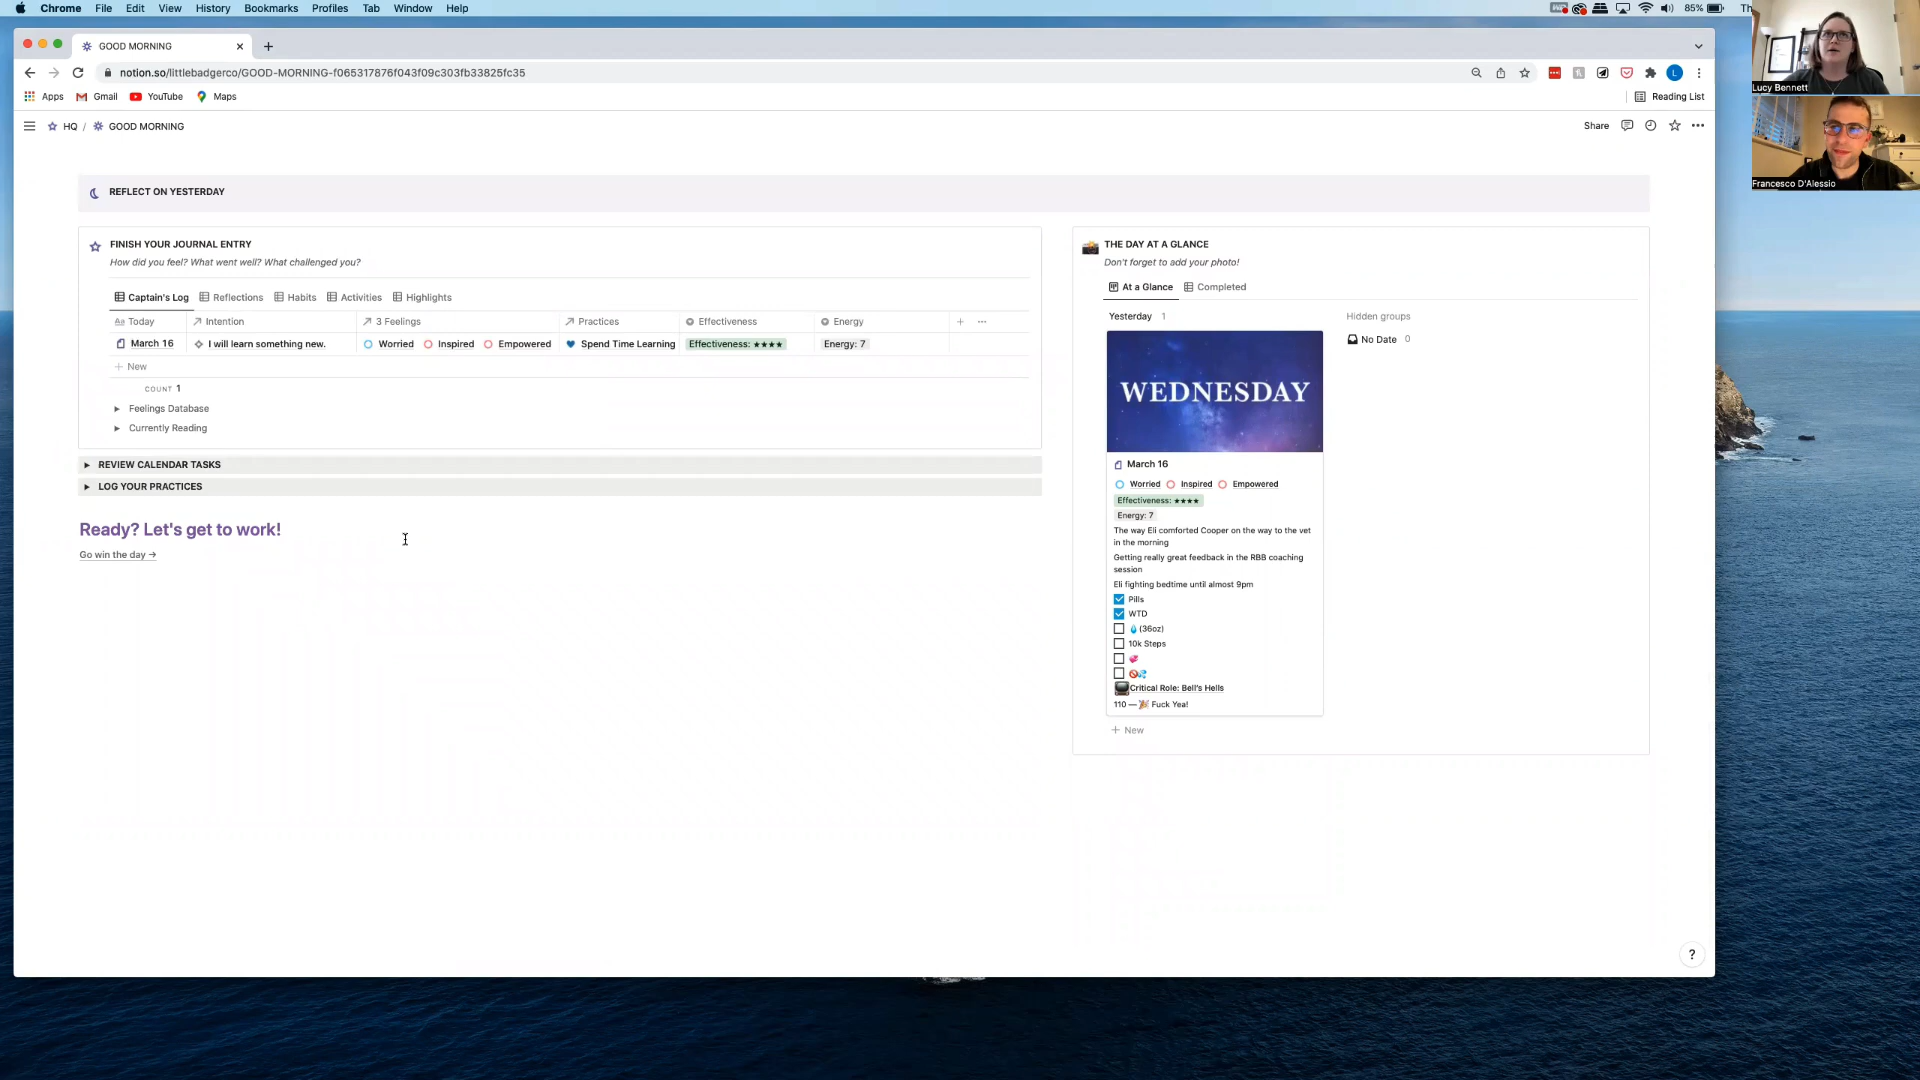 Chrome File Edit View History Bookmarks Profiles Tab Window Help
85%
GOOD MORNING
notion.so/littlebadgerco/GOOD-MORNING-f065317876f043f09c303fb33825fc35
Apps Gmail YouTube Maps
Reading List
HQ / GOOD MORNING
Share
Lucy Bennett
Francesco D'Alessio
REFLECT ON YESTERDAY
FINISH YOUR JOURNAL ENTRY
How did you feel? What went well? What challenged you?
Captain's Log Reflections Habits Activities Highlights
Aa Today Intention 3 Feelings Practices Effectiveness Energy
March 16 I will learn something new. Worried Inspired Empowered Spend Time Learning Effectiveness: ★★★★ Energy: 7
+ New
COUNT 1
Feelings Database
Currently Reading
REVIEW CALENDAR TASKS
LOG YOUR PRACTICES
Ready? Let's get to work!
Go win the day →
THE DAY AT A GLANCE
Don't forget to add your photo!
At a Glance Completed
Yesterday 1
Hidden groups
No Date 0
WEDNESDAY
March 16
Worried Inspired Empowered
Effectiveness: ★★★★
Energy: 7
The way Eli comforted Cooper on the way to the vet
in the morning
Getting really great feedback in the RBB coaching
session
Eli fighting bedtime until almost 9pm
Pills
WTD
💧(36oz)
10k Steps
Critical Role: Bell's Hells
110 — 🎉 Fuck Yea!
+ New
?